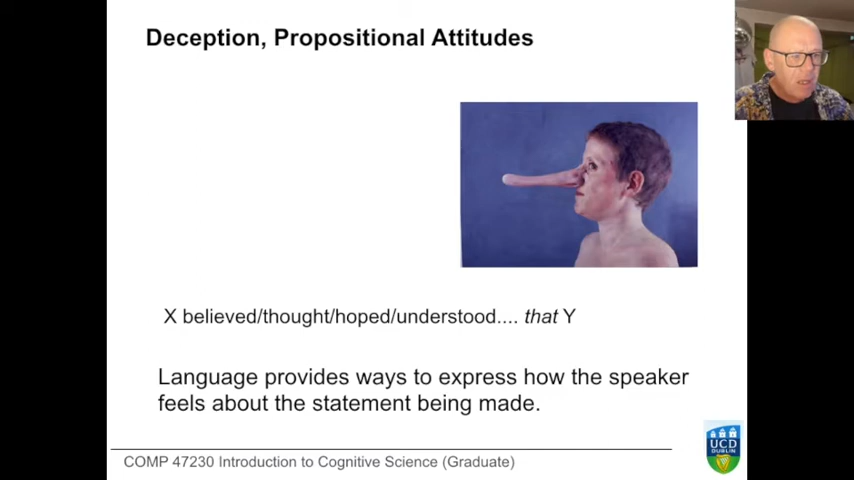 Deception, Propositional Attitudes
X believed/thought/hoped/understood.... that Y
Language provides ways to express how the speaker
feels about the statement being made.
COMP 47230 Introduction to Cognitive Science (Graduate)
UCD
DUBLIN